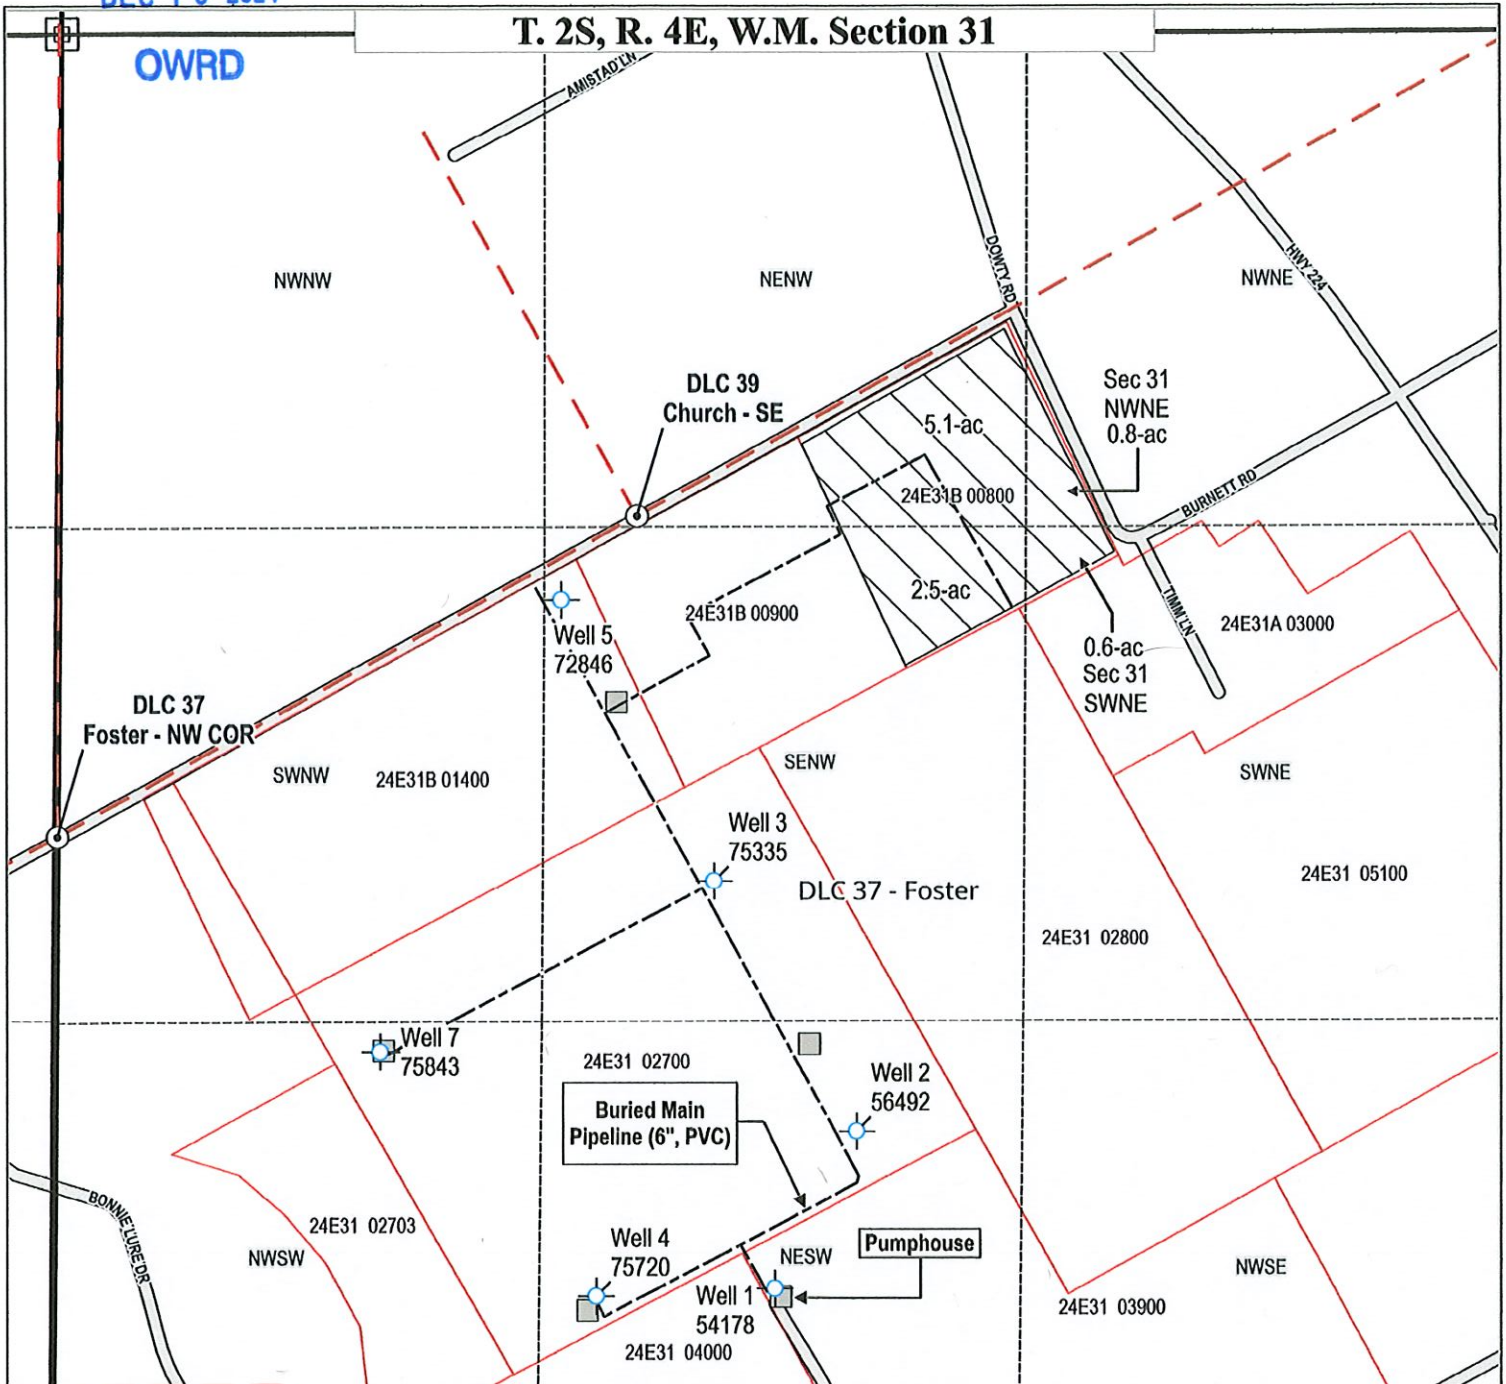 DEC
OWRD
T. 2S, R. 4E, W.M. Section 31
AMISTAD LN
DOWTY RD
HWY 224
NWNW
NENW
NWNE
DLC 39
Church - SE
Sec 31
NWNE
0.8-ac
5.1-ac
24E31B 00800
BURNETT RD
2.5-ac
TIMM LN
24E31B 00900
24E31A 03000
Well 5
72846
0.6-ac
Sec 31
SWNE
DLC 37
Foster - NW COR
SWNW
24E31B 01400
SENW
SWNE
Well 3
75335
DLC 37 - Foster
24E31 05100
24E31 02800
Well 7
75843
24E31 02700
Well 2
56492
Buried Main
Pipeline (6", PVC)
BONNIE LURE DR
24E31 02703
NWSW
Well 4
75720
NESW
Pumphouse
NWSE
Well 1
54178
24E31 03900
24E31 04000